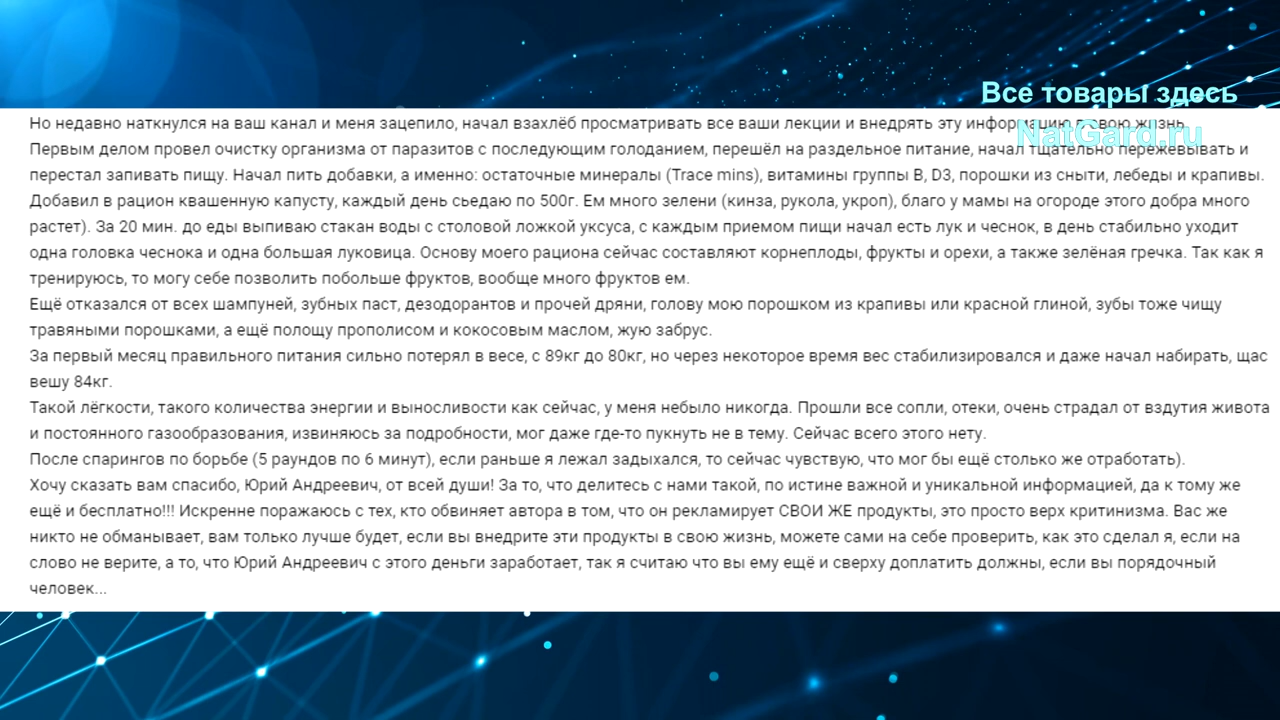 Все товары здесь
NatGard.ru
Но недавно наткнулся на ваш канал и меня зацепило, начал взахлёб просматривать все ваши лекции и внедрять эту информацию в свою жизнь.
Первым делом провел очистку организма от паразитов с последующим голоданием, перешёл на раздельное питание, начал тщательно пережёвывать и
перестал запивать пищу. Начал пить добавки, а именно: остаточные минералы (Trace mins), витамины группы В, D3, порошки из сныти, лебеды и крапивы.
Добавил в рацион квашенную капусту, каждый день сьедаю по 500г. Ем много зелени (кинза, рукола, укроп), благо у мамы на огороде этого добра много
растет). За 20 мин. до еды выпиваю стакан воды с столовой ложкой уксуса, с каждым приемом пищи начал есть лук и чеснок, в день стабильно уходит
одна головка чеснока и одна большая луковица. Основу моего рациона сейчас составляют корнеплоды, фрукты и орехи, а также зелёная гречка. Так как я
тренируюсь, то могу себе позволить побольше фруктов, вообще много фруктов ем.
Ещё отказался от всех шампуней, зубных паст, дезодорантов и прочей дряни, голову мою порошком из крапивы или красной глиной, зубы тоже чищу
травяными порошками, а ещё полощу прополисом и кокосовым маслом, жую забрус.
За первый месяц правильного питания сильно потерял в весе, с 89кг до 80кг, но через некоторое время вес стабилизировался и даже начал набирать, щас
вешу 84кг.
Такой лёгкости, такого количества энергии и выносливости как сейчас, у меня небыло никогда. Прошли все сопли, отеки, очень страдал от вздутия живота
и постоянного газообразования, извиняюсь за подробности, мог даже где-то пукнуть не в тему. Сейчас всего этого нету.
После спарингов по борьбе (5 раундов по 6 минут), если раньше я лежал задыхался, то сейчас чувствую, что мог бы ещё столько же отработать).
Хочу сказать вам спасибо, Юрий Андреевич, от всей души! За то, что делитесь с нами такой, по истине важной и уникальной информацией, да к тому же
ещё и бесплатно!!! Искренне поражаюсь с тех, кто обвиняет автора в том, что он рекламирует СВОИ ЖЕ продукты, это просто верх критинизма. Вас же
никто не обманывает, вам только лучше будет, если вы внедрите эти продукты в свою жизнь, можете сами на себе проверить, как это сделал я, если на
слово не верите, а то, что Юрий Андреевич с этого деньги заработает, так я считаю что вы ему ещё и сверху доплатить должны, если вы порядочный
человек...